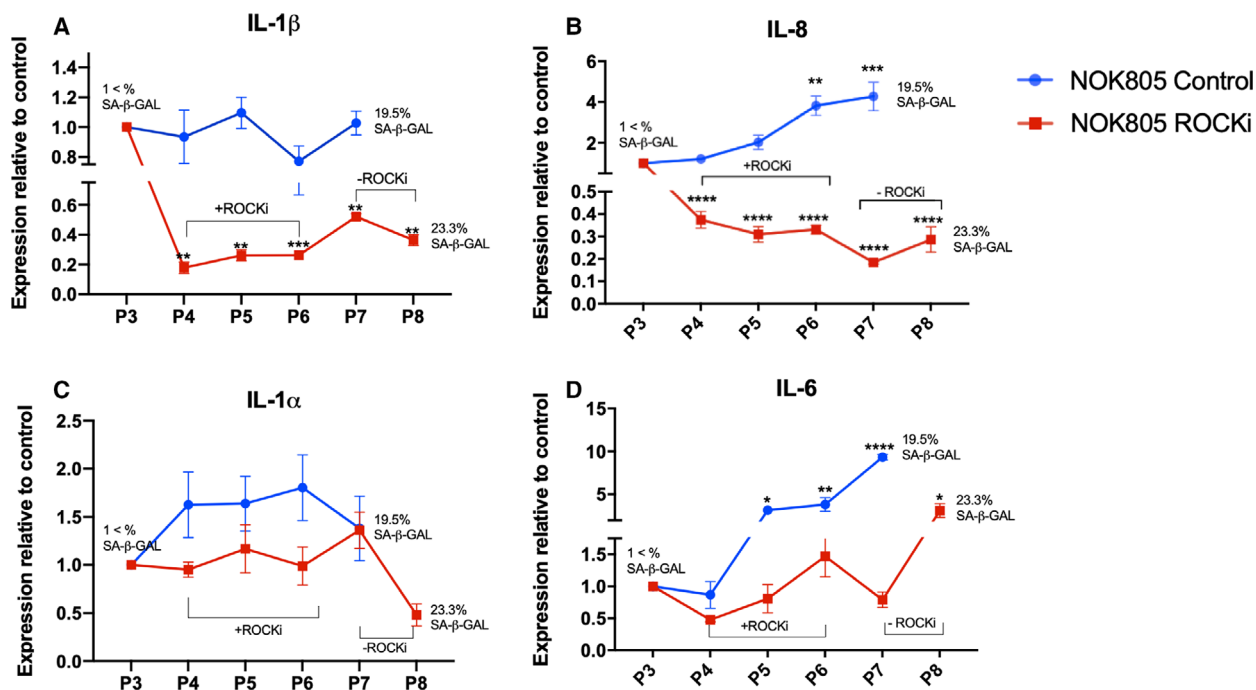 A
IL-1β
Expression relative to control
1.4
1.2
1.0
0.8
0.6
0.4
0.2
0.0
1 < %
SA-β-GAL
19.5%
SA-β-GAL
-ROCKi
+ROCKi
**
**
***
**
**
23.3%
SA-β-GAL
P3 P4 P5 P6 P7 P8
B
IL-8
Expression relative to control
6
4
2
0.5
0.4
0.3
0.2
0.1
0.0
1 < %
SA-β-GAL
**
***
19.5%
SA-β-GAL
+ROCKi
- ROCKi
****
****
****
****
****
23.3%
SA-β-GAL
P3 P4 P5 P6 P7 P8
NOK805 Control
NOK805 ROCKi
C
IL-1α
Expression relative to control
2.5
2.0
1.5
1.0
0.5
0.0
1 < %
SA-β-GAL
19.5%
SA-β-GAL
+ROCKi
-ROCKi
23.3%
SA-β-GAL
P3 P4 P5 P6 P7 P8
D
IL-6
Expression relative to control
15
10
5
1.5
1.0
0.5
0.0
1 < %
SA-β-GAL
*
**
****
19.5%
SA-β-GAL
*
23.3%
SA-β-GAL
+ROCKi
- ROCKi
P3 P4 P5 P6 P7 P8